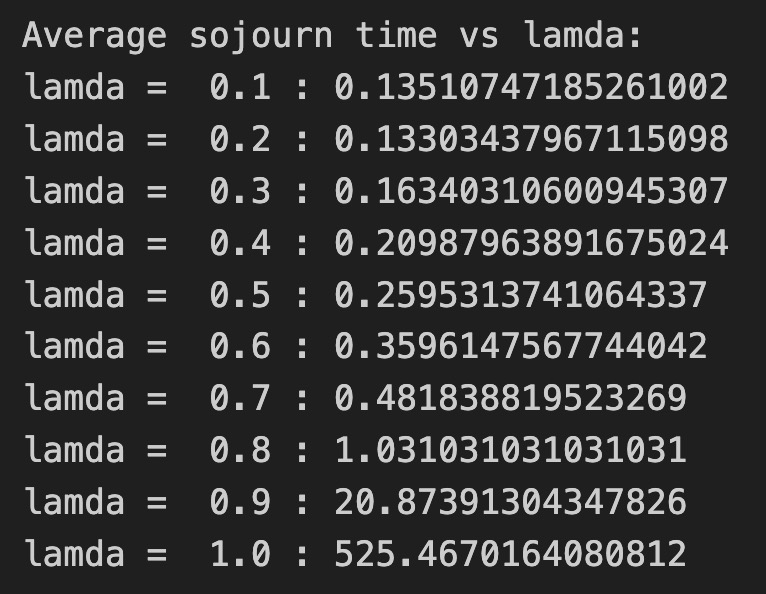 Average sojourn time vs lamda:
lamda =  0.1 : 0.13510747185261002
lamda =  0.2 : 0.13303437967115098
lamda =  0.3 : 0.16340310600945307
lamda =  0.4 : 0.20987963891675024
lamda =  0.5 : 0.2595313741064337
lamda =  0.6 : 0.3596147567744042
lamda =  0.7 : 0.481838819523269
lamda =  0.8 : 1.031031031031031
lamda =  0.9 : 20.87391304347826
lamda =  1.0 : 525.4670164080812